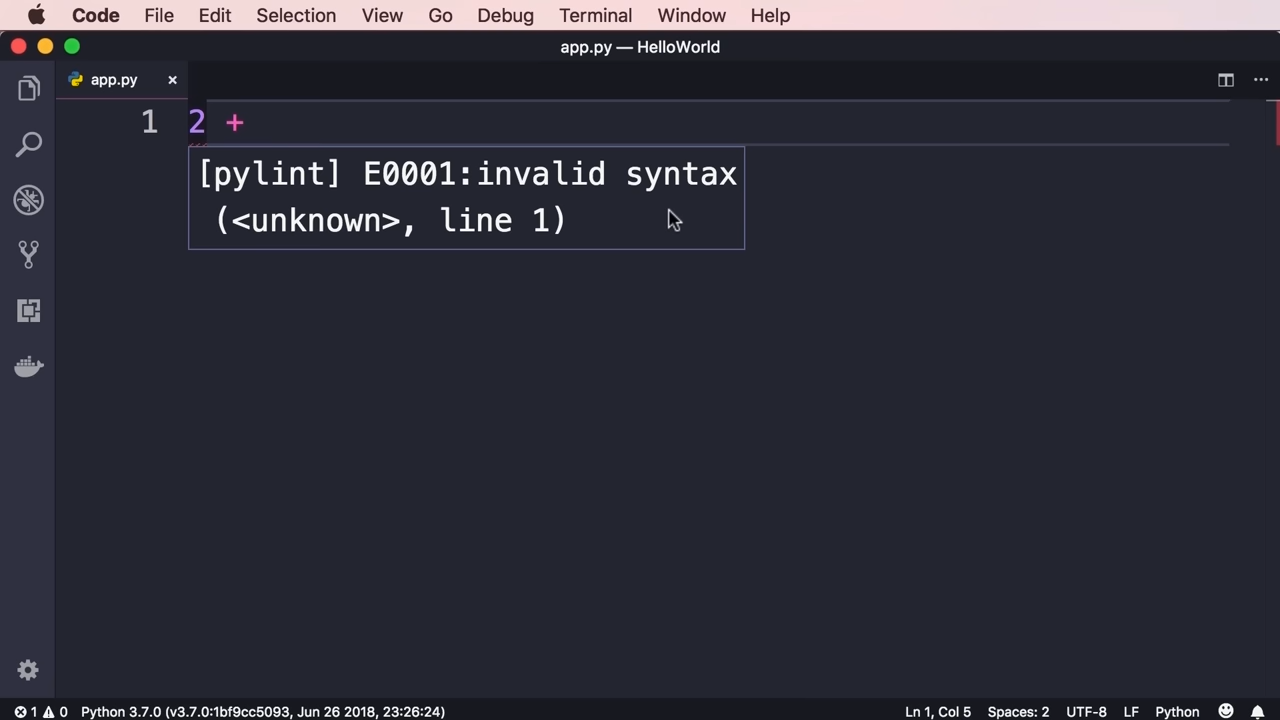 Code File Edit Selection View Go Debug Terminal Window Help
app.py — HelloWorld
app.py ×
1 2 +
[pylint] E0001:invalid syntax
(<unknown>, line 1)
1 0 Python 3.7.0 (v3.7.0:1bf9cc5093, Jun 26 2018, 23:26:24) Ln 1, Col 5 Spaces: 2 UTF-8 LF Python